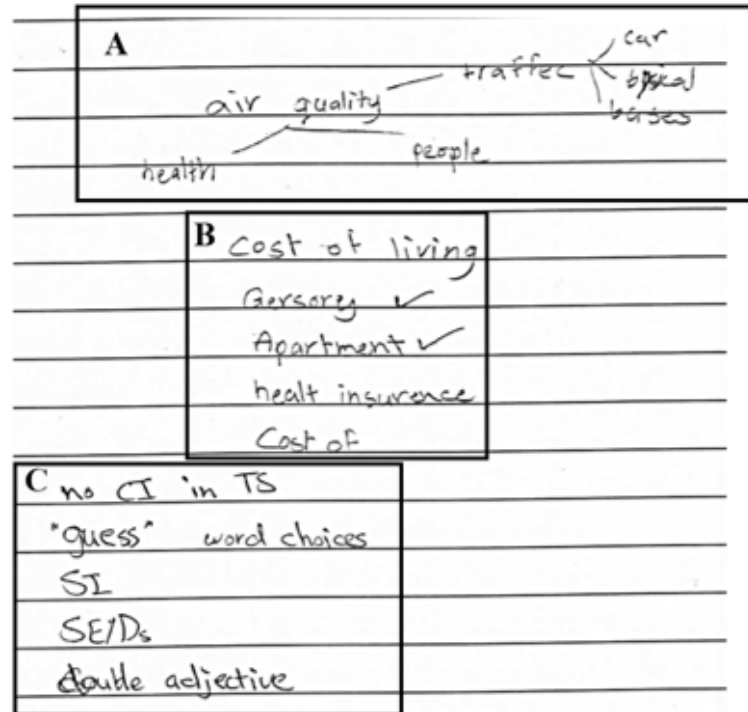 A
car
traffec
bysical
buses
air quality
people
health
B
Cost of living
Gersorey ✓
Apartment ✓
healt insurence
Cost of
C
no CI in TS
"guess" word choices
SI
SE/Ds
double adjective